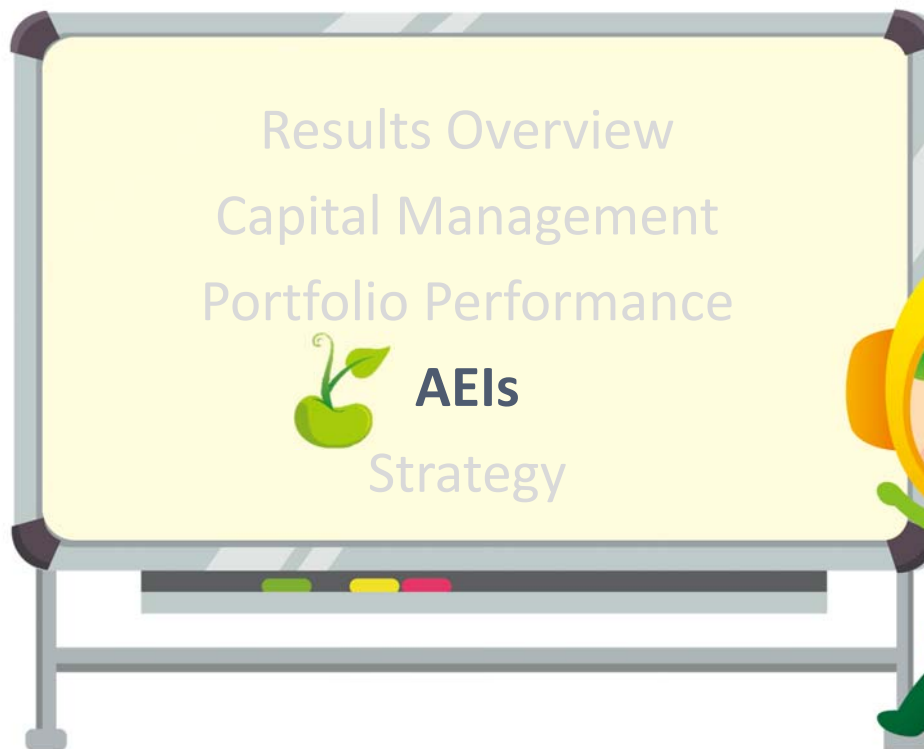 Results Overview
Capital Management
Portfolio Performance
AEIs
Strategy